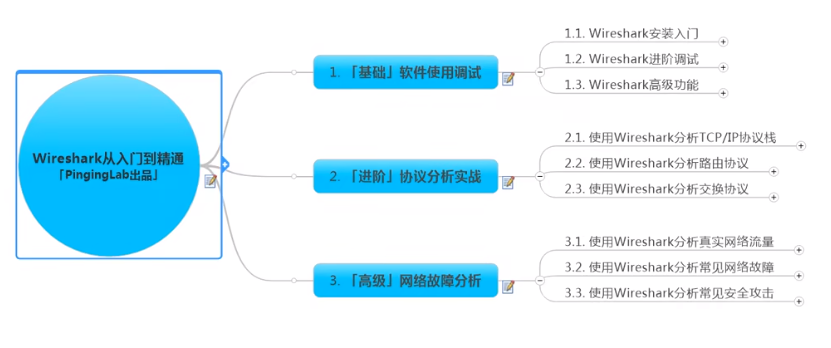 Wireshark从入门到精通
「PingingLab出品」
1. 「基础」软件使用调试
1.1. Wireshark安装入门
1.2. Wireshark进阶调试
1.3. Wireshark高级功能
2. 「进阶」协议分析实战
2.1. 使用Wireshark分析TCP/IP协议栈
2.2. 使用Wireshark分析路由协议
2.3. 使用Wireshark分析交换协议
3. 「高级」网络故障分析
3.1. 使用Wireshark分析真实网络流量
3.2. 使用Wireshark分析常见网络故障
3.3. 使用Wireshark分析常见安全攻击